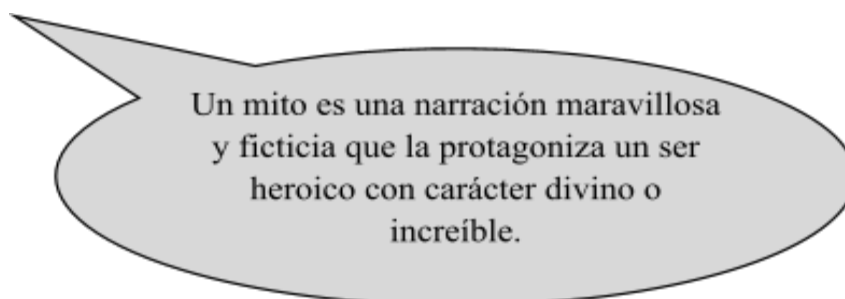 Un mito es una narración maravillosa
y ficticia que la protagoniza un ser
heroico con carácter divino o
increíble.